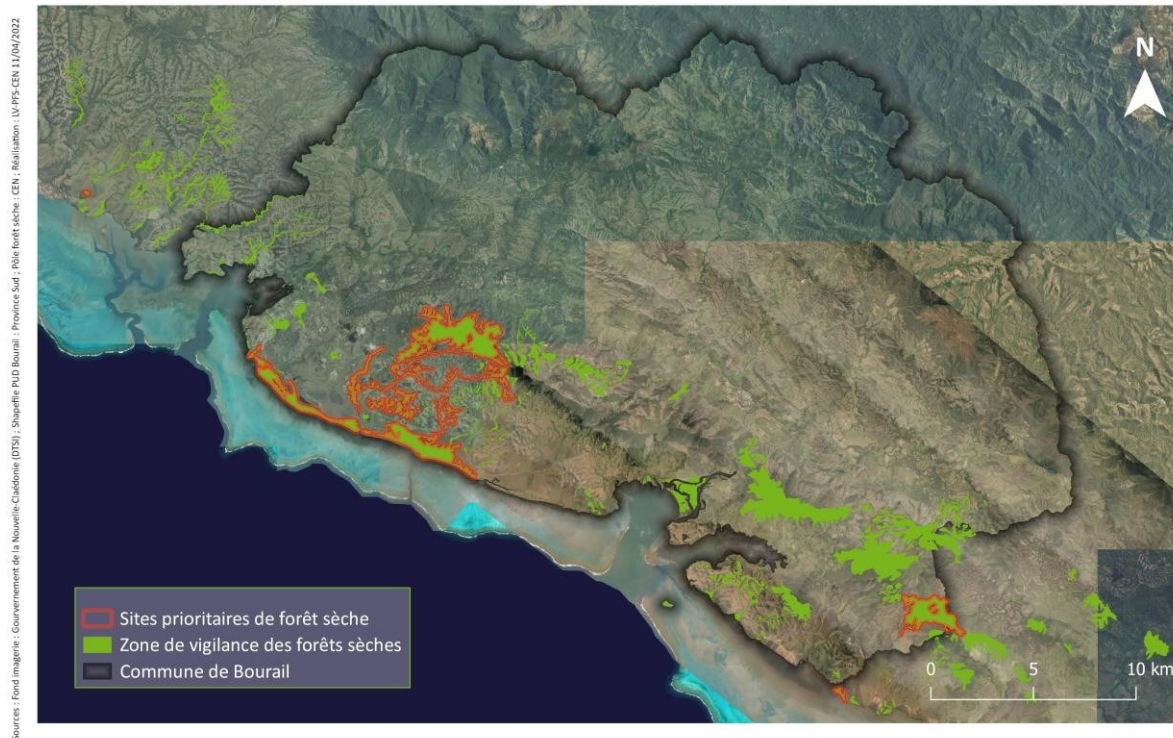 Sources : Fond imagerie : Gourvernement de la Nouvelle-Claédonie (DTSI) ; Shapefile PUD Bourail : Province Sud ; Pôle forêt sèche : CEN ; Réalisation : LV-PFS-CEN 11/04/2022
N
Sites prioritaires de forêt sèche
Zone de vigilance des forêts sèches
Commune de Bourail
0 5 10 km